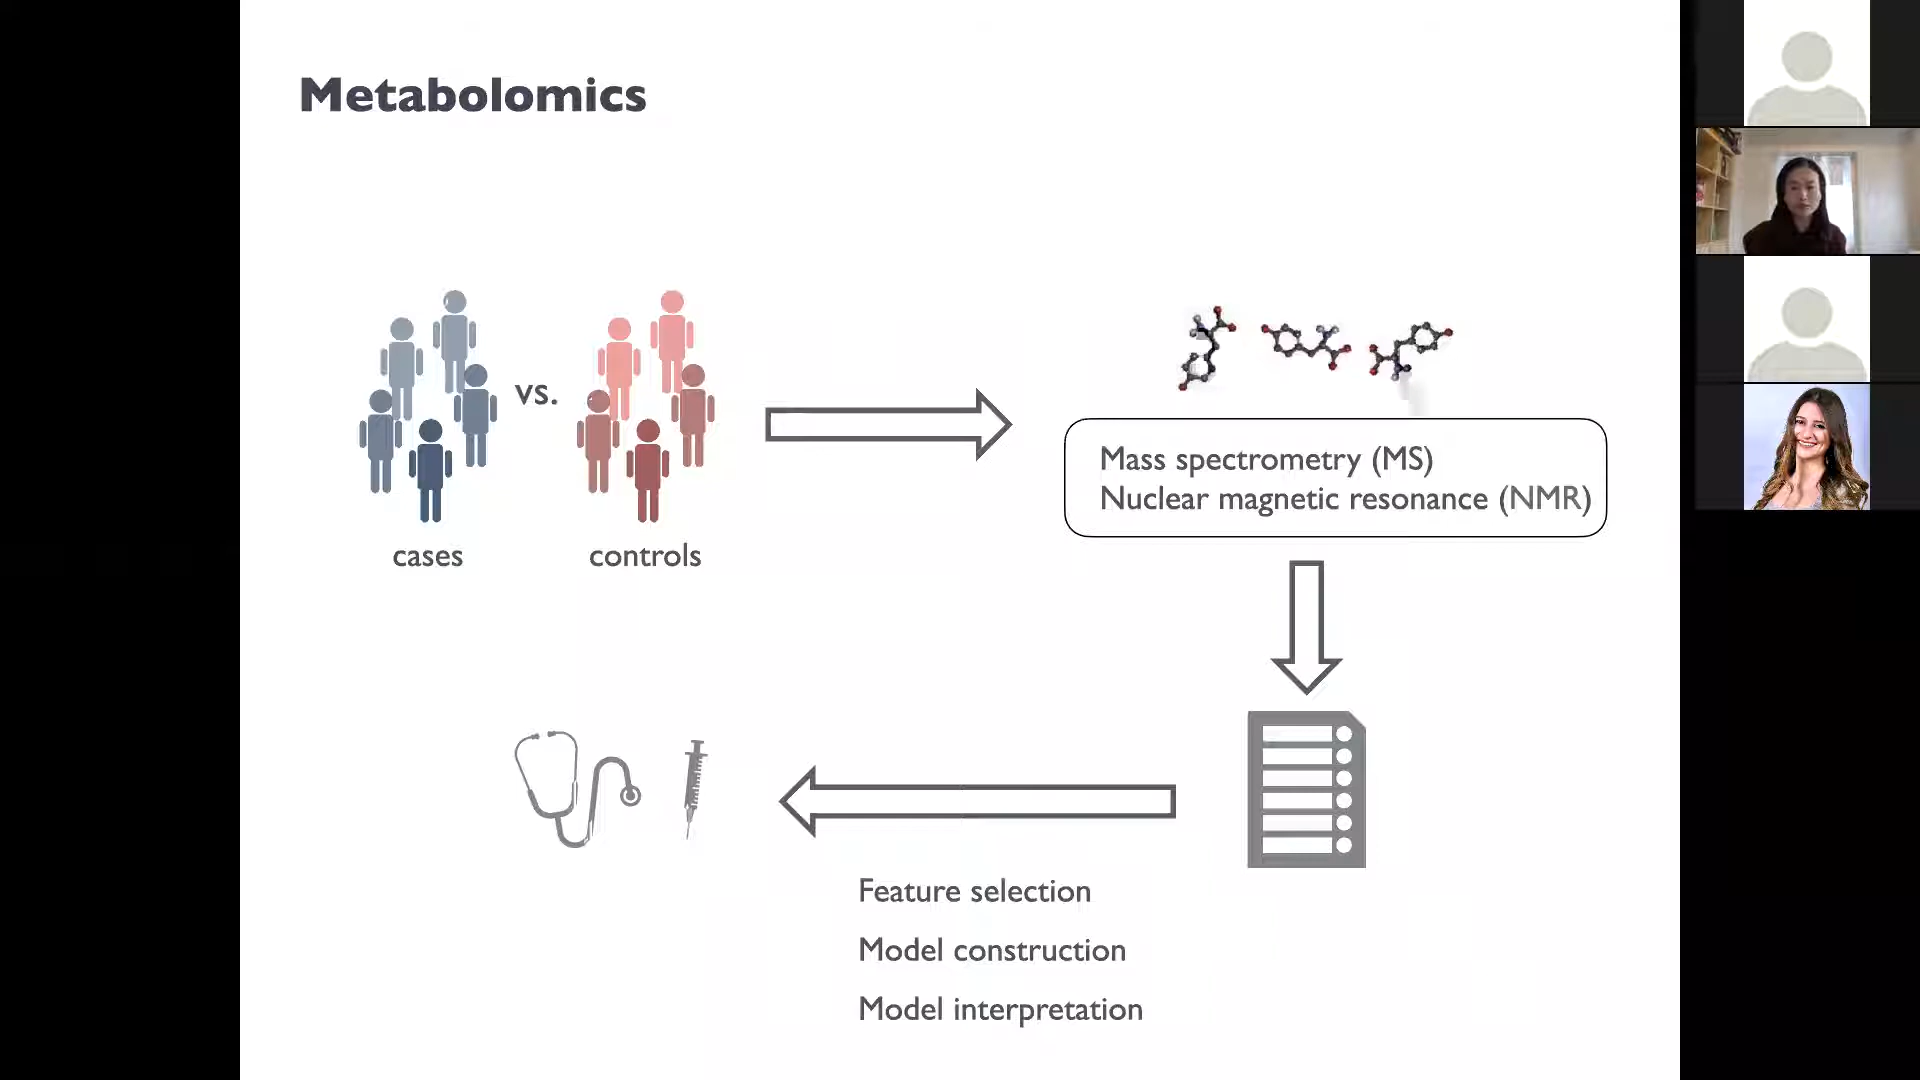 Metabolomics
vs.
cases
controls
Mass spectrometry (MS)
Nuclear magnetic resonance (NMR)
Feature selection
Model construction
Model interpretation